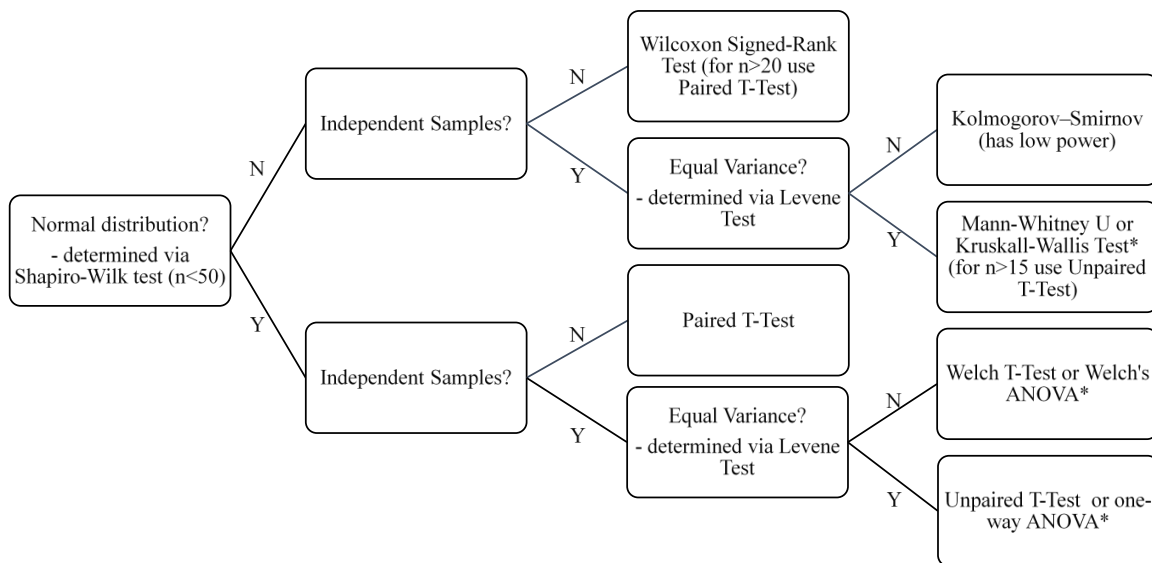 Normal distribution?
- determined via
Shapiro-Wilk test (n<50)
N
Y
Independent Samples?
N
Y
Wilcoxon Signed-Rank
Test (for n>20 use
Paired T-Test)
Equal Variance?
- determined via Levene
Test
N
Y
Kolmogorov–Smirnov
(has low power)
Mann-Whitney U or
Kruskall-Wallis Test*
(for n>15 use Unpaired
T-Test)
Independent Samples?
N
Y
Paired T-Test
Equal Variance?
- determined via Levene
Test
N
Y
Welch T-Test or Welch's
ANOVA*
Unpaired T-Test or one-
way ANOVA*